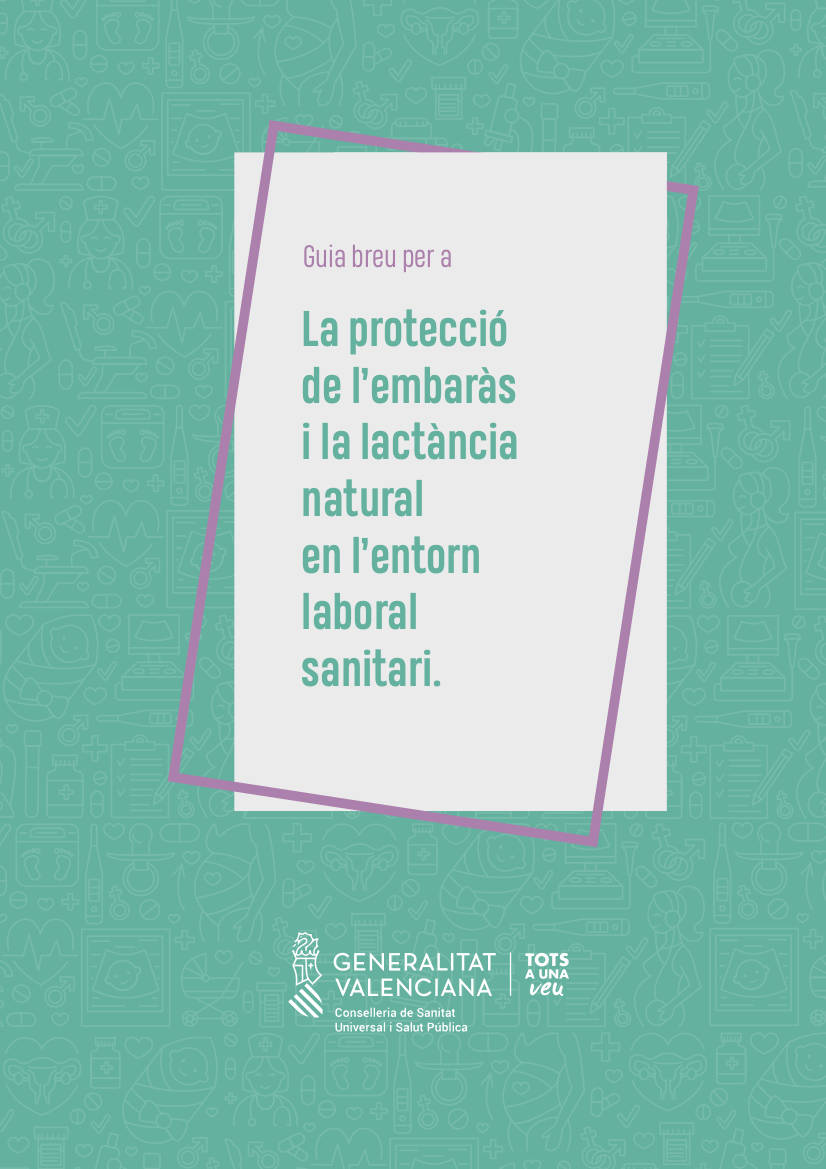 Guia breu per a
La protecció
de l'embaràs
i la lactància
natural
en l'entorn
laboral
sanitari.
GENERALITAT
VALENCIANA
Conselleria de Sanitat
Universal i Salut Pública
TOTS
A UNA
veu